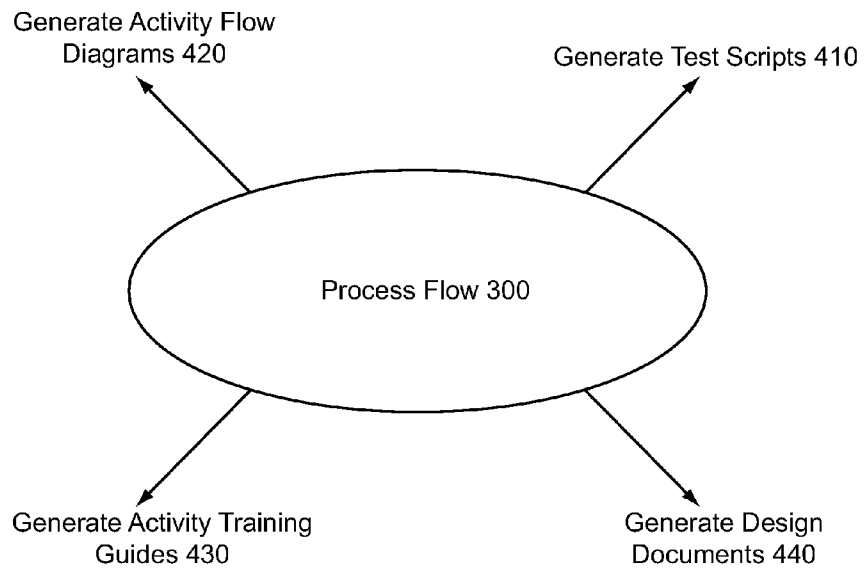 Generate Activity Flow
Diagrams 420
Generate Test Scripts 410
Process Flow 300
Generate Activity Training
Guides 430
Generate Design
Documents 440